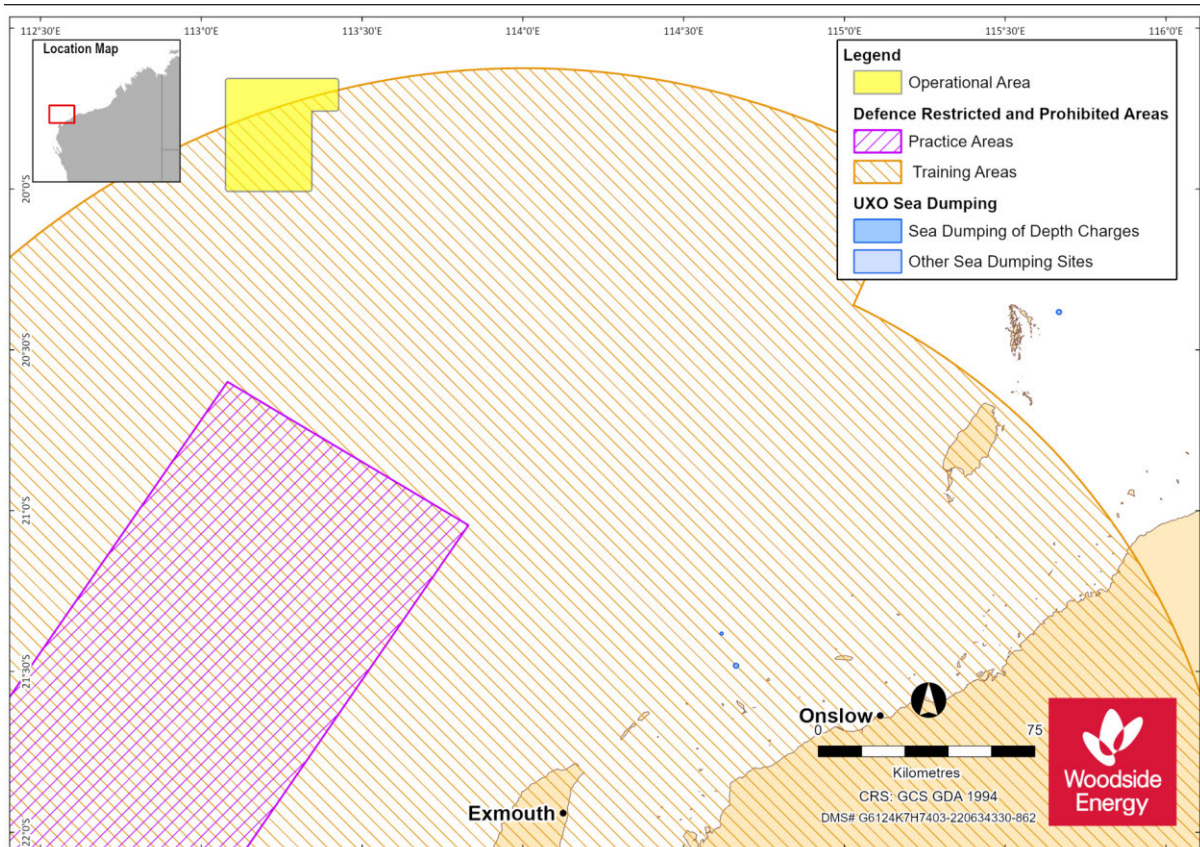 112°30'E 113°0'E 113°30'E 114°0'E 114°30'E 115°0'E 115°30'E 116°0'E
Location Map
Legend
Operational Area
Defence Restricted and Prohibited Areas
Practice Areas
Training Areas
UXO Sea Dumping
Sea Dumping of Depth Charges
Other Sea Dumping Sites
20°0'S
20°30'S
21°0'S
21°30'S
22°0'S
Onslow
Exmouth
0 75
Kilometres
CRS: GCS GDA 1994
DMS# G6124K7H7403-220634330-862
Woodside
Energy